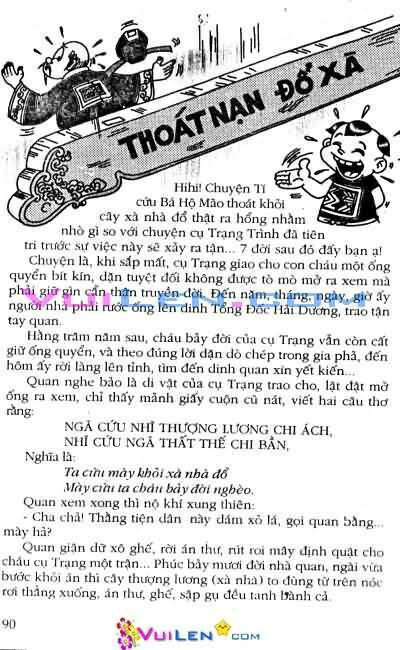 THOÁT NẠN ĐỔ XÀ
Hihi! Chuyện Tí
cứu Bá Hộ Mão thoát khỏi
cây xà nhà đổ thật ra hổng nhằm
nhò gì so với chuyện cụ Trạng Trình đã tiên
tri trước sự việc này sẽ xảy ra tận... 7 đời sau đó đấy bạn ạ!
Chuyện là, khi sắp mất, cụ Trạng giao cho con cháu một ống
quyển bít kín, dặn tuyệt đối không được tò mò mở ra xem mà
phải giữ gìn cẩn thận truyền đời. Đến năm, tháng, ngày, giờ ấy
VUILEN.COM
người nhà phải rước ống lên dinh Tổng Đốc Hải Dương, trao tận
tay quan.
Hằng trăm năm sau, cháu bảy đời của cụ Trạng vẫn còn cất
giữ ống quyển, và theo đúng lời dặn dò chép trong gia phả, đến
hôm ấy rời làng lên tỉnh, tìm đến dinh quan xin yết kiến...
Quan nghe bảo là di vật của cụ Trạng trao cho, lật đật mở
ống ra xem, chỉ thấy mảnh giấy cuộn cũ nát, viết hai câu thơ
rằng:
NGÃ CỨU NHĨ THƯỢNG LƯƠNG CHI ÁCH,
NHĨ CỨU NGÃ THẤT THẾ CHI BẦN,
Nghĩa là:
Ta cứu mày khỏi xà nhà đổ
Mày cứu ta cháu bảy đời nghèo.
Quan xem xong thì nộ khí xung thiên:
- Cha chả! Thằng tiện dân này dám xỏ lá, gọi quan bằng...
mày hả?
Quan giận dữ xô ghế, rời án thư, rút roi mây định quật cho
cháu cụ Trạng một trận... Phúc bảy mươi đời nhà quan, ngài vừa
bước khỏi án thì cây thượng lương (xà nhà) to đùng từ trên nóc
rơi thẳng xuống, án thư, ghế, sập gụ đều tanh bành cả.
90
VUILEN.COM